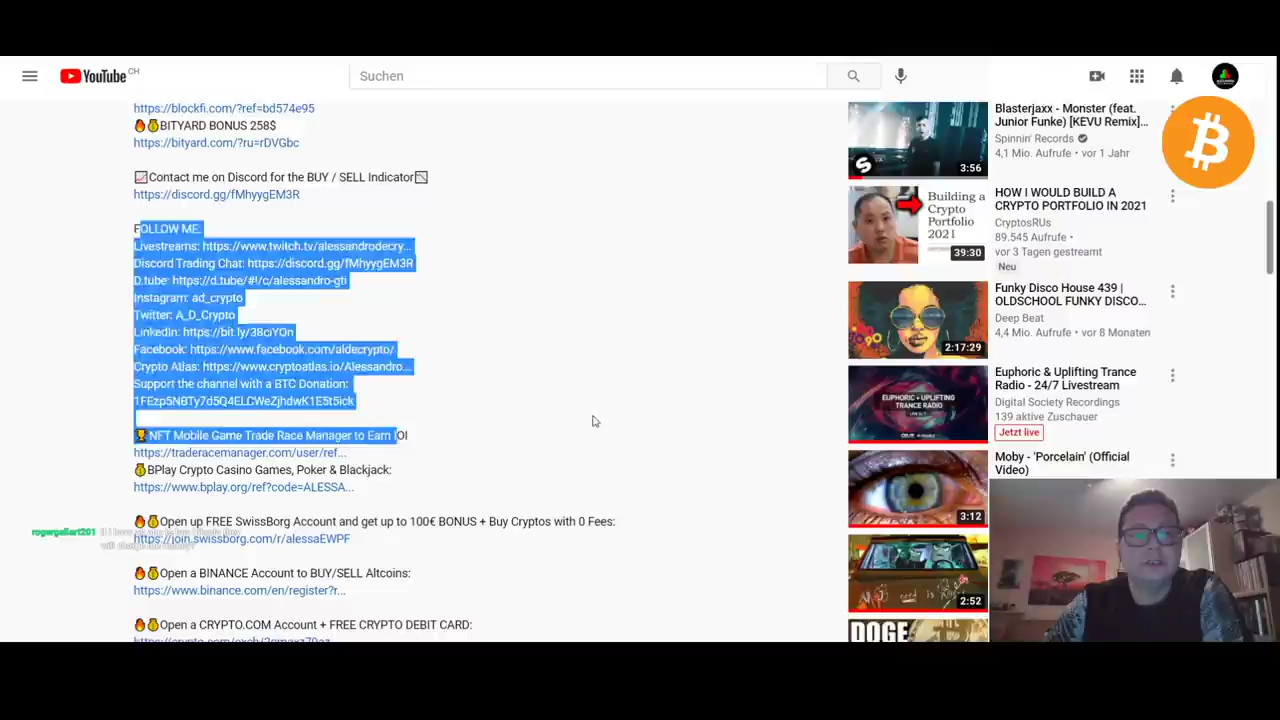 YouTube CH
Suchen
https://blockfi.com/?ref=bd574e95
🔥💰BITYARD BONUS 258$
https://bityard.com/?ru=rDVGbc
📈Contact me on Discord for the BUY / SELL Indicator📉
https://discord.gg/fMhyygEM3R
FOLLOW ME:
Livestreams: https://www.twitch.tv/alessandrodecry...
Discord Trading Chat: https://discord.gg/fMhyygEM3R
D.tube: https://d.tube/#!/c/alessandro-gti
Instagram: ad_crypto
Twitter: A_D_Crypto
LinkedIn: https://bit.ly/38ciYOn
Facebook: https://www.facebook.com/aldecrypto/
Crypto Atlas: https://www.cryptoatlas.io/Alessandro...
Support the channel with a BTC Donation:
1FEzp5NBTy7d5Q4ELCWeZjhdwK1E5t5ick
🏆NFT Mobile Game Trade Race Manager to Earn IOI
https://traderacemanager.com/user/ref...
💰BPlay Crypto Casino Games, Poker & Blackjack:
https://www.bplay.org/ref?code=ALESSA...
🔥💰Open up FREE SwissBorg Account and get up to 100€ BONUS + Buy Cryptos with 0 Fees:
https://join.swissborg.com/r/alessaEWPF
🔥💰Open a BINANCE Account to BUY/SELL Altcoins:
https://www.binance.com/en/register?r...
🔥💰Open a CRYPTO.COM Account + FREE CRYPTO DEBIT CARD:
rogerpallart201
will charge me
3:56
Blasterjaxx - Monster (feat.
Junior Funke) [KEVU Remix]...
Spinnin' Records
4,1 Mio. Aufrufe • vor 1 Jahr
Building a
Crypto
Portfolio
2021
39:30
HOW I WOULD BUILD A
CRYPTO PORTFOLIO IN 2021
CryptosRUs
89.545 Aufrufe •
vor 3 Tagen gestreamt
Neu
2:17:29
Funky Disco House 439 |
OLDSCHOOL FUNKY DISCO...
Deep Beat
4,4 Mio. Aufrufe • vor 8 Monaten
EUPHORIC + UPLIFTING
TRANCE RADIO
Euphoric & Uplifting Trance
Radio - 24/7 Livestream
Digital Society Recordings
139 aktive Zuschauer
Jetzt live
3:12
Moby - 'Porcelain' (Official
Video)
need is
2:52
DOGE